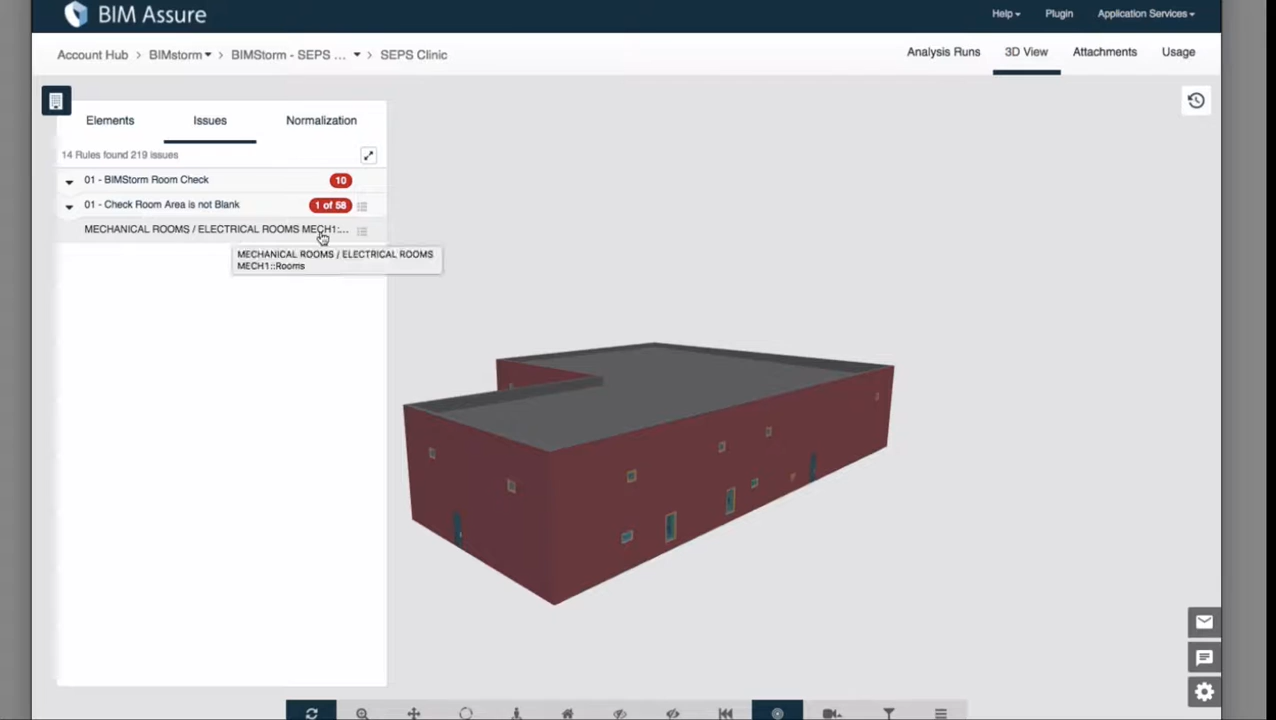 BIM Assure
Help
Plugin
Application Services
Account Hub > BIMstorm > BIMStorm - SEPS ... > SEPS Clinic
Analysis Runs
3D View
Attachments
Usage
Elements
Issues
Normalization
14 Rules found 219 issues
01 - BIMStorm Room Check
10
01 - Check Room Area is not Blank
1 of 58
MECHANICAL ROOMS / ELECTRICAL ROOMS MECH1:...
MECHANICAL ROOMS / ELECTRICAL ROOMS
MECH1::Rooms